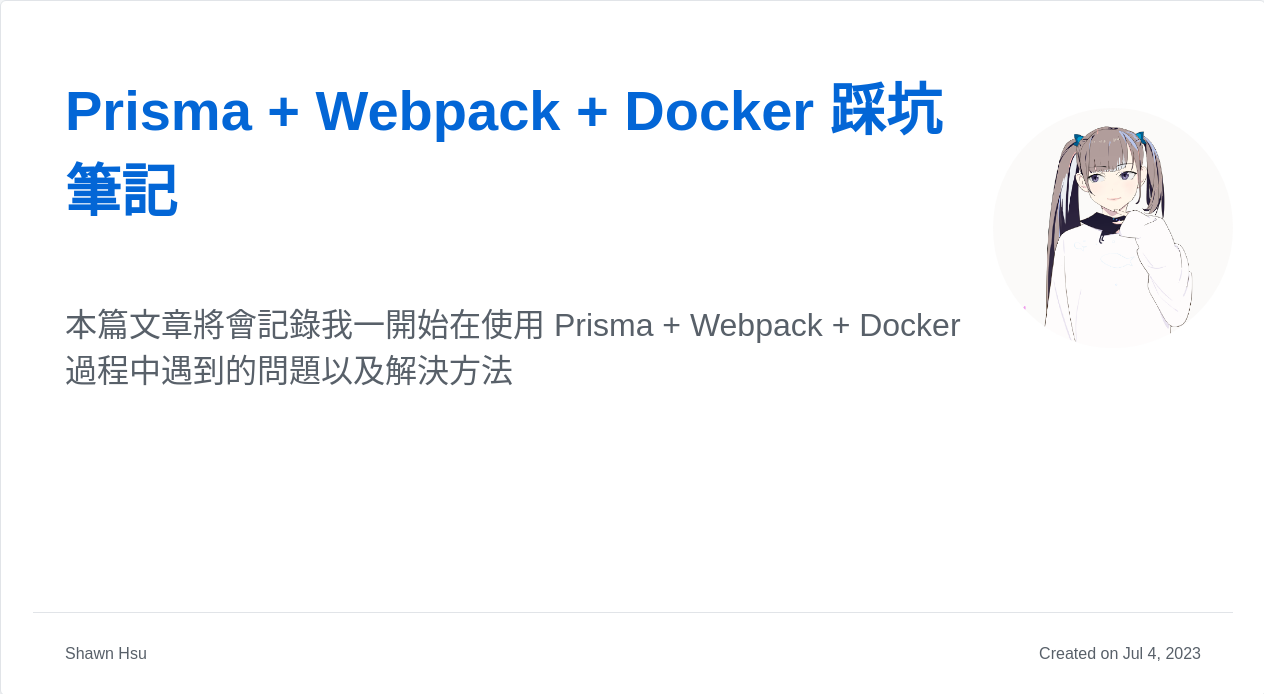 Prisma + Webpack + Docker 踩坑
筆記
本篇文章將會記錄我一開始在使用 Prisma + Webpack + Docker
過程中遇到的問題以及解決方法
Shawn Hsu
Created on Jul 4, 2023